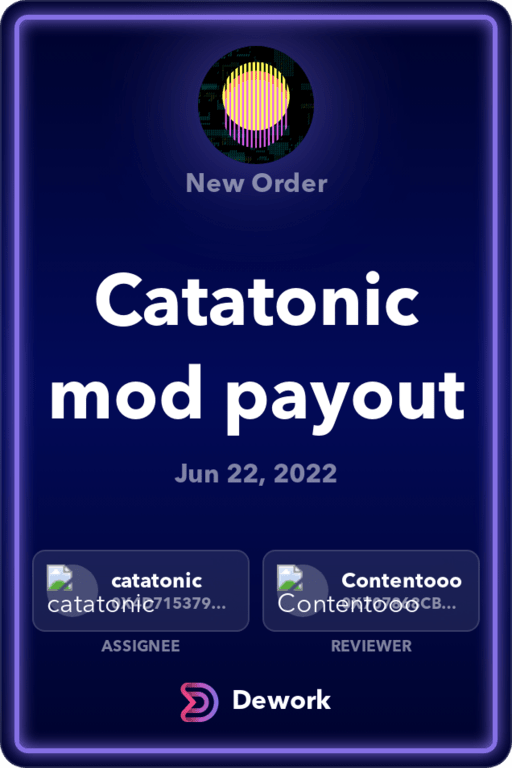 New Order
Catatonic
mod payout
Jun 22, 2022
catatonic
catatonic
ASSIGNEE
Contentooo
Contentooo
REVIEWER
Dework